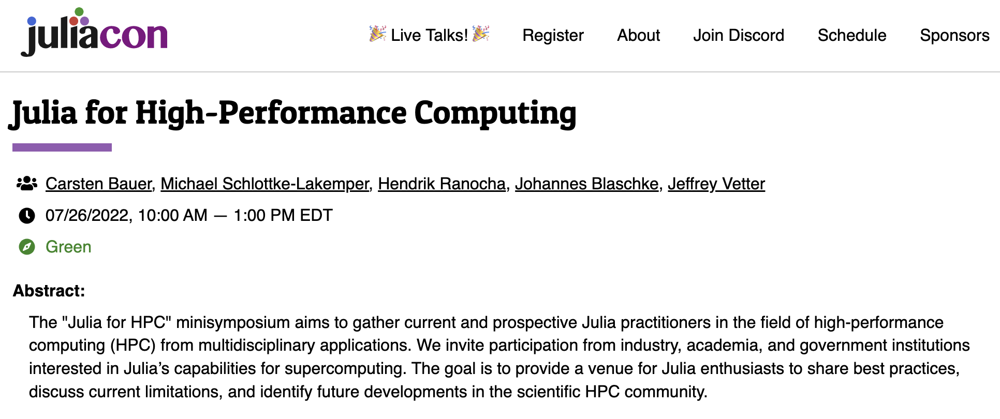 juliacon
🎉 Live Talks! 🎉 Register About Join Discord Schedule Sponsors
Julia for High-Performance Computing
Carsten Bauer, Michael Schlottke-Lakemper, Hendrik Ranocha, Johannes Blaschke, Jeffrey Vetter
07/26/2022, 10:00 AM — 1:00 PM EDT
Green
Abstract:
The "Julia for HPC" minisymposium aims to gather current and prospective Julia practitioners in the field of high-performance
computing (HPC) from multidisciplinary applications. We invite participation from industry, academia, and government institutions
interested in Julia’s capabilities for supercomputing. The goal is to provide a venue for Julia enthusiasts to share best practices,
discuss current limitations, and identify future developments in the scientific HPC community.